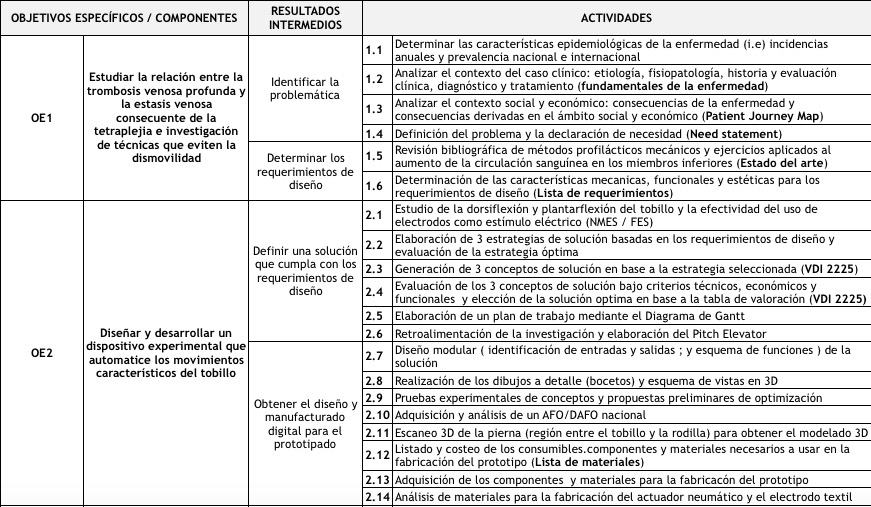 OBJETIVOS ESPECÍFICOS / COMPONENTES
RESULTADOS
INTERMEDIOS
ACTIVIDADES
OE1
Estudiar la relación entre la
trombosis venosa profunda y
la estasis venosa
consecuente de la
tetraplejia e investigación
de técnicas que eviten la
dismovilidad
Identificar la
problemática
1.1 Determinar las características epidemiológicas de la enfermedad (i.e) incidencias
anuales y prevalencia nacional e internacional
1.2 Analizar el contexto del caso clínico: etiología, fisiopatología, historia y evaluación
clínica, diagnóstico y tratamiento (fundamentales de la enfermedad)
1.3 Analizar el contexto social y económico: consecuencias de la enfermedad y
consecuencias derivadas en el ámbito social y económico (Patient Journey Map)
1.4 Definición del problema y la declaración de necesidad (Need statement)
Determinar los
requerimientos de
diseño
1.5 Revisión bibliográfica de métodos profilácticos mecánicos y ejercicios aplicados al
aumento de la circulación sanguínea en los miembros inferiores (Estado del arte)
1.6 Determinación de las características mecanicas, funcionales y estéticas para los
requerimientos de diseño (Lista de requerimientos)
OE2
Diseñar y desarrollar un
dispositivo experimental que
automatice los movimientos
característicos del tobillo
Definir una solución
que cumpla con los
requerimientos de
diseño
2.1 Estudio de la dorsiflexión y plantarflexión del tobillo y la efectividad del uso de
electrodos como estímulo eléctrico (NMES / FES)
2.2 Elaboración de 3 estrategias de solución basadas en los requerimientos de diseño y
evaluación de la estrategia óptima
2.3 Generación de 3 conceptos de solución en base a la estrategia seleccionada (VDI 2225)
2.4 Evaluación de los 3 conceptos de solución bajo criterios técnicos, económicos y
funcionales y elección de la solución optima en base a la tabla de valoración (VDI 2225)
2.5 Elaboración de un plan de trabajo mediante el Diagrama de Gantt
2.6 Retroalimentación de la investigación y elaboración del Pitch Elevator
Obtener el diseño y
manufacturado
digital para el
prototipado
2.7 Diseño modular ( identificación de entradas y salidas ; y esquema de funciones ) de la
solución
2.8 Realización de los dibujos a detalle (bocetos) y esquema de vistas en 3D
2.9 Pruebas experimentales de conceptos y propuestas preliminares de optimización
2.10 Adquisición y análisis de un AFO/DAFO nacional
2.11 Escaneo 3D de la pierna (región entre el tobillo y la rodilla) para obtener el modelado 3D
2.12 Listado y costeo de los consumibles.componentes y materiales necesarios a usar en la
fabricación del prototipo (Lista de materiales)
2.13 Adquisición de los componentes y materiales para la fabricacón del prototipo
2.14 Análisis de materiales para la fabricación del actuador neumático y el electrodo textil